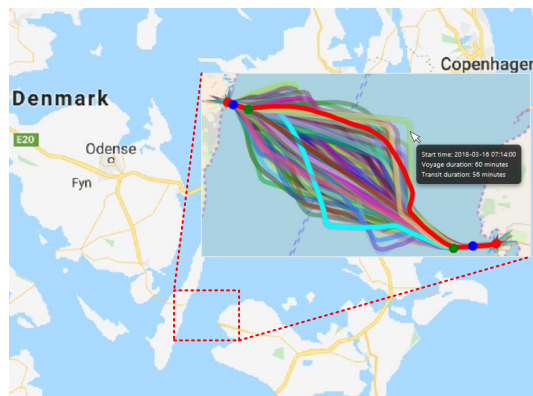 Copenhagen
Denmark
E20
Odense
Fyn
Start time: 2018-03-16 07:14:00
Voyage duration: 60 minutes
Transit duration: 56 minutes